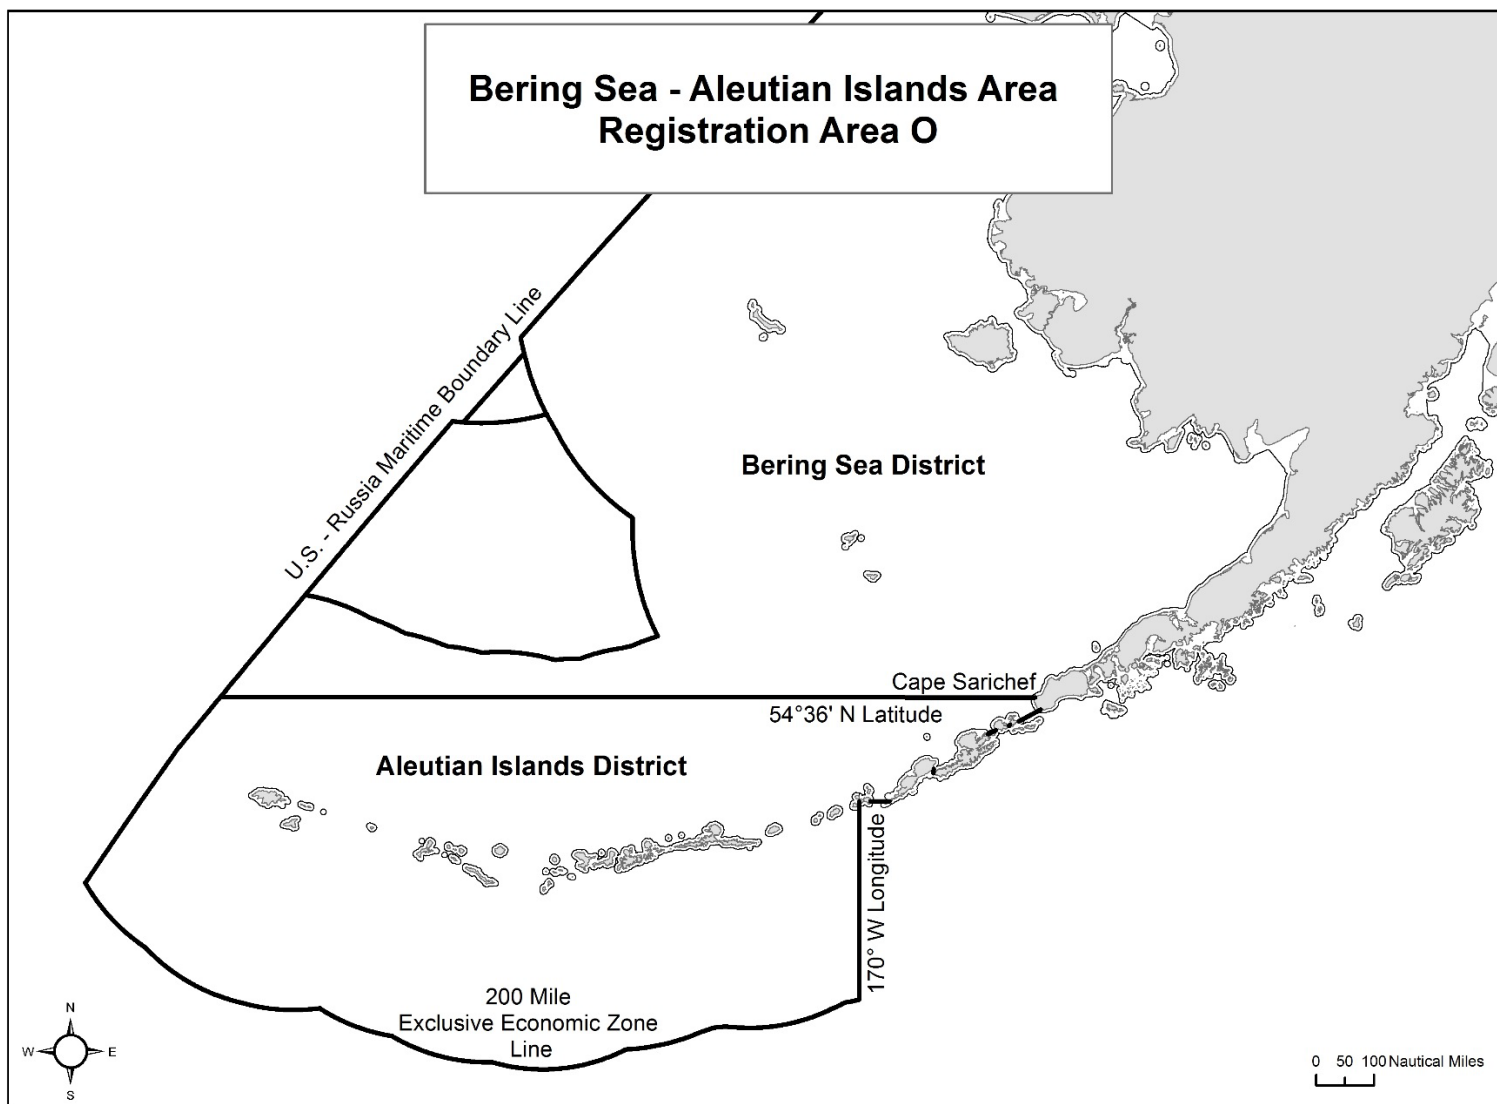 Bering Sea - Aleutian Islands Area
Registration Area O
U.S. - Russia Maritime Boundary Line
Bering Sea District
Cape Sarichef
54°36' N Latitude
Aleutian Islands District
170° W Longitude
200 Mile
Exclusive Economic Zone
Line
N
W E
S
0 50 100 Nautical Miles